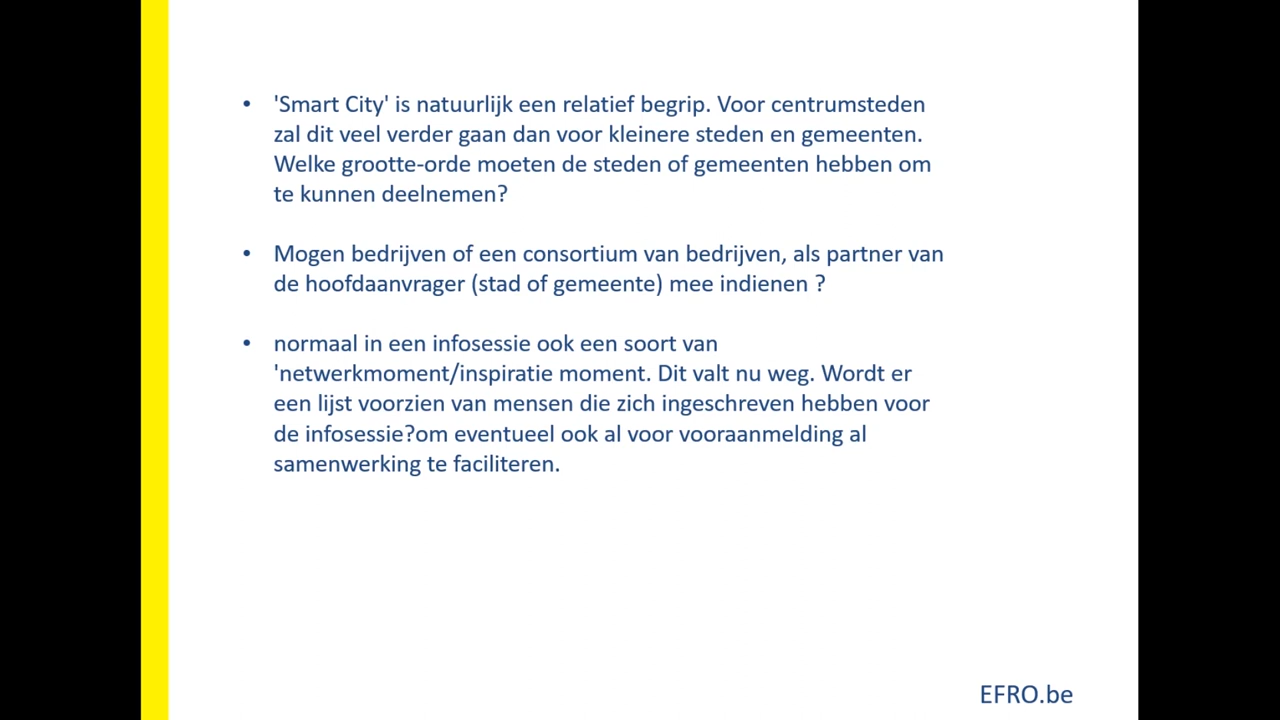 • 'Smart City' is natuurlijk een relatief begrip. Voor centrumsteden
zal dit veel verder gaan dan voor kleinere steden en gemeenten.
Welke grootte-orde moeten de steden of gemeenten hebben om
te kunnen deelnemen?
• Mogen bedrijven of een consortium van bedrijven, als partner van
de hoofdaanvrager (stad of gemeente) mee indienen ?
• normaal in een infosessie ook een soort van
'netwerkmoment/inspiratie moment. Dit valt nu weg. Wordt er
een lijst voorzien van mensen die zich ingeschreven hebben voor
de infosessie?om eventueel ook al voor vooraanmelding al
samenwerking te faciliteren.
EFRO.be